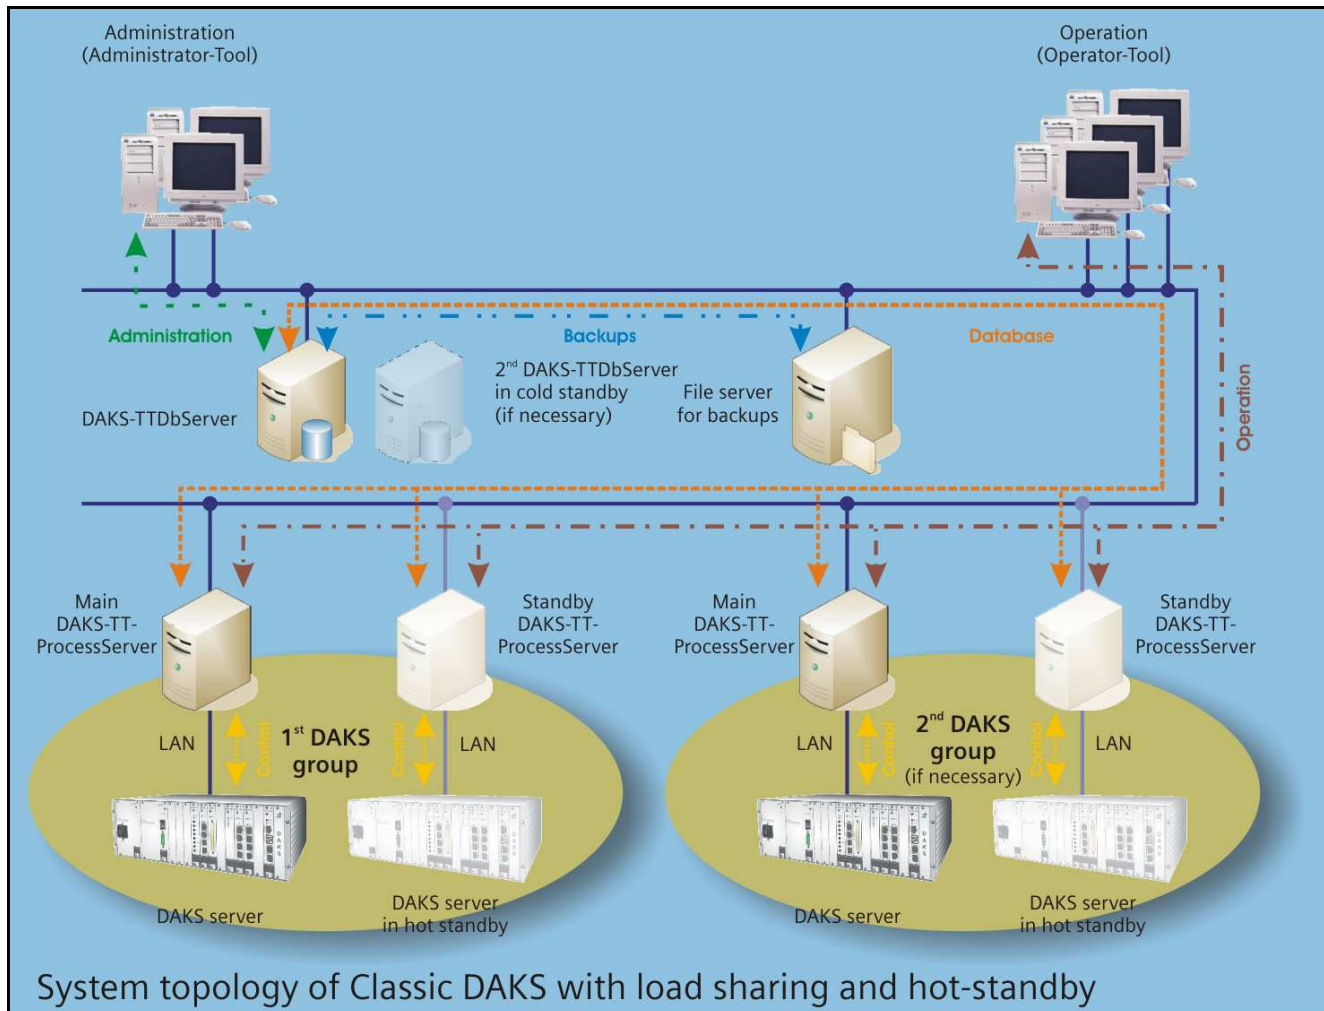 Administration
(Administrator-Tool)
Operation
(Operator-Tool)
Administration
Backups
Database
Operation
DAKS-TTDbServer
2nd DAKS-TTDbServer
in cold standby
(if necessary)
File server
for backups
Main
DAKS-TT-
ProcessServer
Standby
DAKS-TT-
ProcessServer
Main
DAKS-TT-
ProcessServer
Standby
DAKS-TT-
ProcessServer
LAN
Control
1st DAKS
group
Control
LAN
LAN
Control
2nd DAKS
group
(if necessary)
Control
LAN
DAKS
DAKS
DAKS
DAKS
DAKS server
DAKS server
in hot standby
DAKS server
DAKS server
in hot standby
System topology of Classic DAKS with load sharing and hot-standby